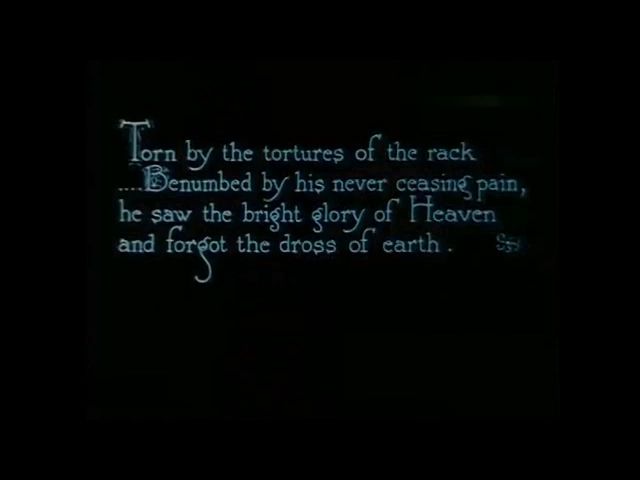 Torn by the tortures of the rack
....Benumbed by his never ceasing pain,
he saw the bright glory of Heaven
and forgot the dross of earth.